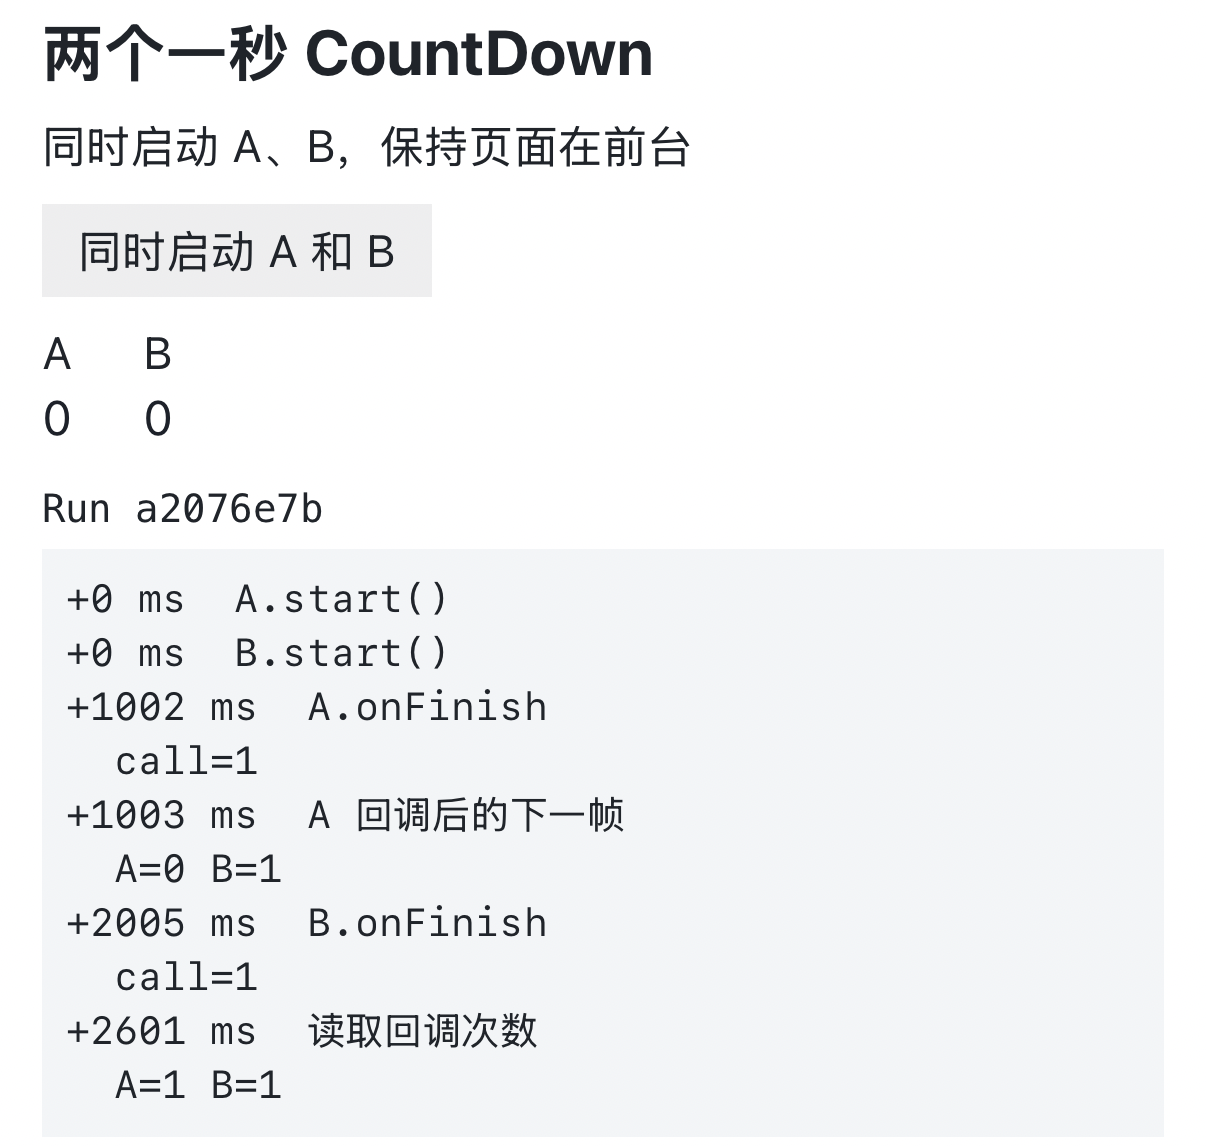 两个一秒 CountDown
同时启动 A、B，保持页面在前台
同时启动 A 和 B
A B
0 0
Run a2076e7b
+0 ms  A.start()
+0 ms  B.start()
+1002 ms  A.onFinish
call=1
+1003 ms  A 回调后的下一帧
A=0 B=1
+2005 ms  B.onFinish
call=1
+2601 ms  读取回调次数
A=1 B=1